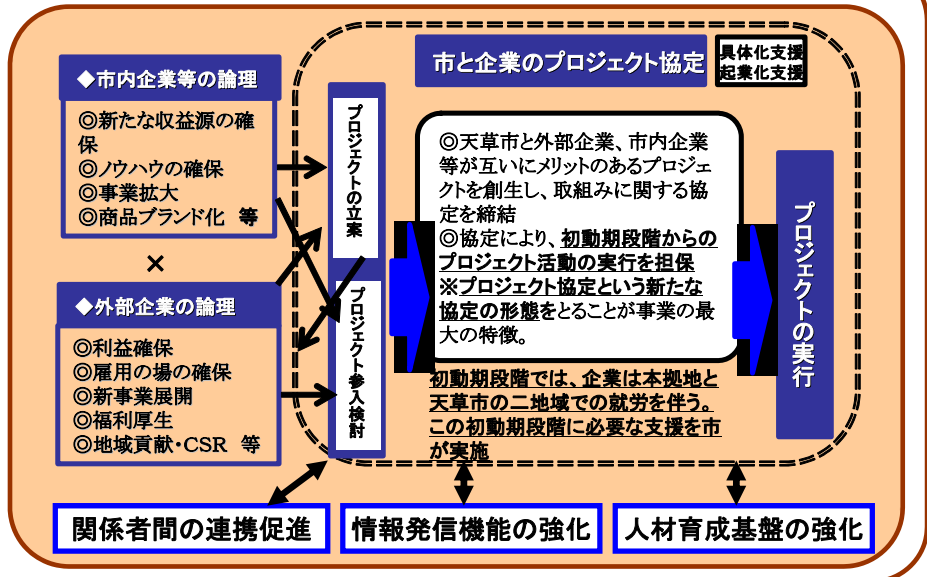 市と企業のプロジェクト協定
具体化支援
起業化支援
◆市内企業等の論理
◎新たな収益源の確
保
◎ノウハウの確保
◎事業拡大
◎商品ブランド化　等
×
◆外部企業の論理
◎利益確保
◎雇用の場の確保
◎新事業展開
◎福利厚生
◎地域貢献・CSR　等
プロジェクトの立案
プロジェクト参入検討
◎天草市と外部企業、市内企業
等が互いにメリットのあるプロジェ
クトを創生し、取組みに関する協
定を締結
◎協定により、初動期段階からの
プロジェクト活動の実行を担保
※プロジェクト協定という新たな
協定の形態をとることが事業の最
大の特徴。
初動期段階では、企業は本拠地と
天草市の二地域での就労を伴う。
この初動期段階に必要な支援を市
が実施
プロジェクトの実行
関係者間の連携促進
情報発信機能の強化
人材育成基盤の強化